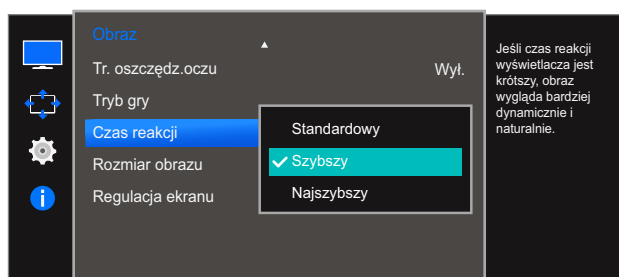 Obraz
Tr. oszczędz.oczu
Wył.
Tryb gry
Czas reakcji
Rozmiar obrazu
Regulacja ekranu
Standardowy
Szybszy
Najszybszy
Jeśli czas reakcji
wyświetlacza jest
krótszy, obraz
wygląda bardziej
dynamicznie i
naturalnie.